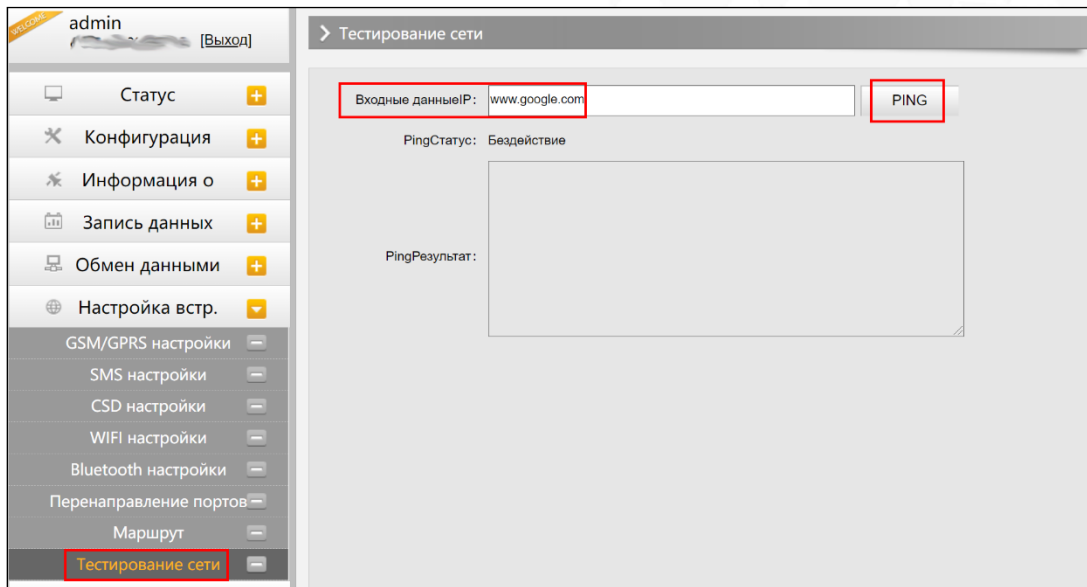 WELCOME
admin
[Выход]
Статус
Конфигурация
Информация о
Запись данных
Обмен данными
Настройка встр.
GSM/GPRS настройки
SMS настройки
CSD настройки
WIFI настройки
Bluetooth настройки
Перенаправление портов
Маршрут
Тестирование сети
Тестирование сети
Входные данныеIP: www.google.com PING
PingСтатус: Бездействие
PingРезультат: